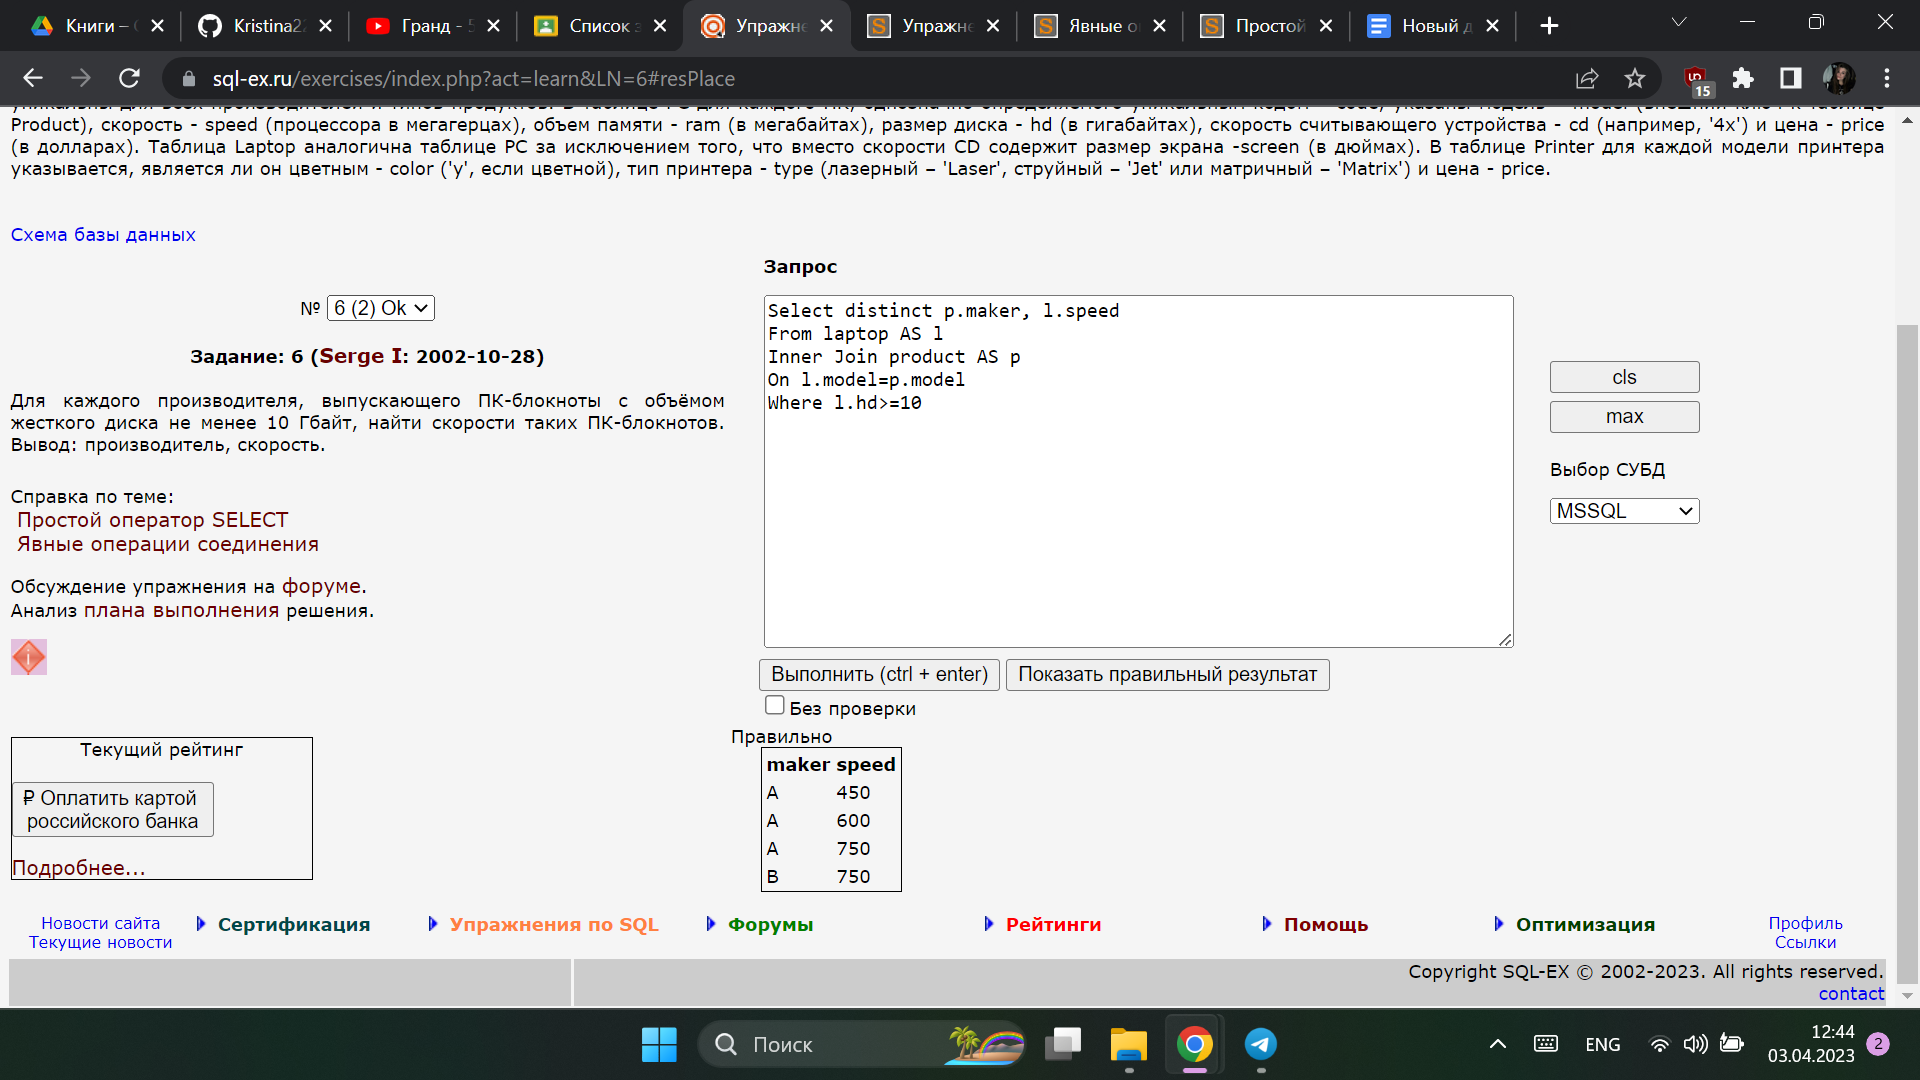 Книги –
Kristina22
Гранд - 5
Список з
Упражне
Упражне
Явные о
Простой
Новый д
sql-ex.ru/exercises/index.php?act=learn&LN=6#resPlace
15
Product), скорость - speed (процессора в мегагерцах), объем памяти - ram (в мегабайтах), размер диска - hd (в гигабайтах), скорость считывающего устройства - cd (например, '4x') и цена - price
(в долларах). Таблица Laptop аналогична таблице PC за исключением того, что вместо скорости CD содержит размер экрана -screen (в дюймах). В таблице Printer для каждой модели принтера
указывается, является ли он цветным - color ('y', если цветной), тип принтера - type (лазерный – 'Laser', струйный – 'Jet' или матричный – 'Matrix') и цена - price.
Схема базы данных
Запрос
№ 6 (2) Ok
Задание: 6 (Serge I: 2002-10-28)
Для каждого производителя, выпускающего ПК-блокноты c объёмом
жесткого диска не менее 10 Гбайт, найти скорости таких ПК-блокнотов.
Вывод: производитель, скорость.
Справка по теме:
Простой оператор SELECT
Явные операции соединения
Обсуждение упражнения на форуме.
Анализ плана выполнения решения.
Select distinct p.maker, l.speed
From laptop AS l
Inner Join product AS p
On l.model=p.model
Where l.hd>=10
cls
max
Выбор СУБД
MSSQL
Выполнить (ctrl + enter) Показать правильный результат
Без проверки
Правильно
maker speed
A 450
A 600
A 750
B 750
Текущий рейтинг
₽ Оплатить картой
российского банка
Подробнее...
Новости сайта
Текущие новости
Сертификация
Упражнения по SQL
Форумы
Рейтинги
Помощь
Оптимизация
Профиль
Ссылки
Copyright SQL-EX © 2002-2023. All rights reserved.
contact
Поиск
ENG
12:44
03.04.2023
2